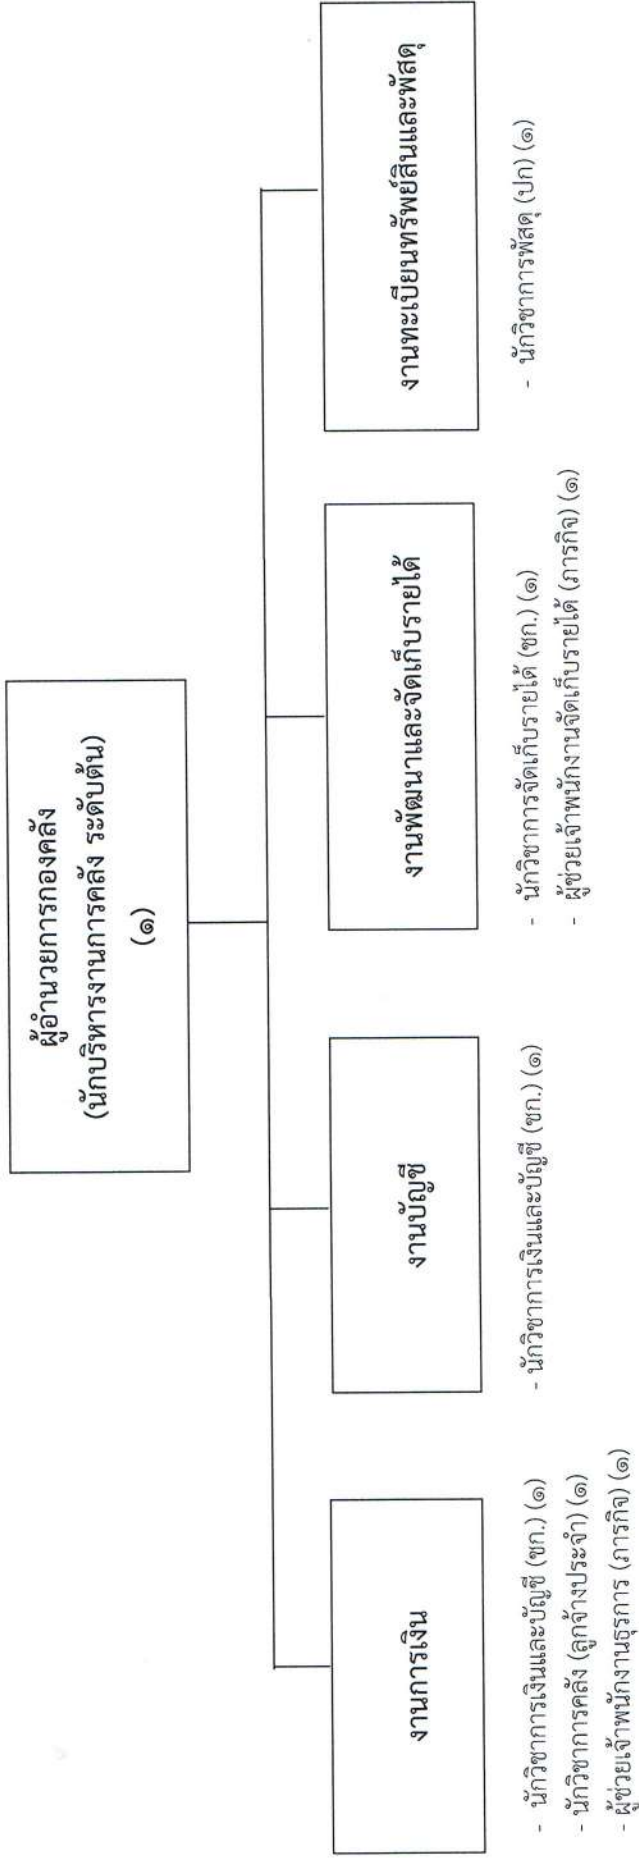 ผู้อำนวยการกองคลัง
(นักบริหารงานการคลัง ระดับต้น)
(๑)
งานการเงิน
- นักวิชาการเงินและบัญชี (ชก.) (๑)
- นักวิชาการคลัง (ลูกจ้างประจำ) (๑)
- ผู้ช่วยเจ้าพนักงานธุรการ (ภารกิจ) (๑)
งานบัญชี
- นักวิชาการเงินและบัญชี (ชก.) (๑)
งานพัฒนาและจัดเก็บรายได้
- นักวิชาการจัดเก็บรายได้ (ชก.) (๑)
- ผู้ช่วยเจ้าพนักงานจัดเก็บรายได้ (ภารกิจ) (๑)
งานทะเบียนทรัพย์สินและพัสดุ
- นักวิชาการพัสดุ (ปก) (๑)